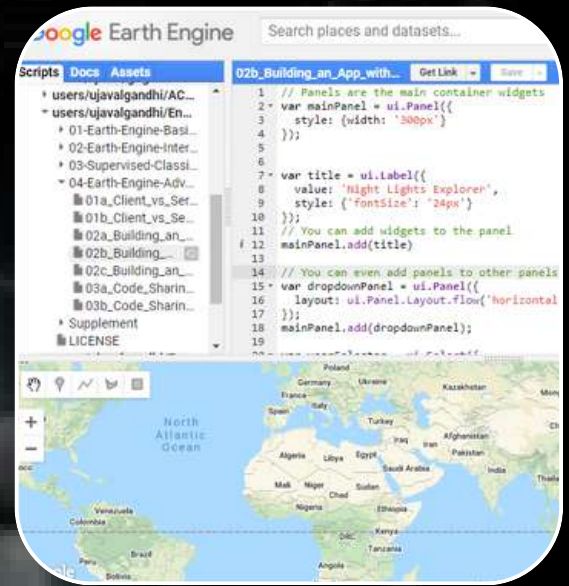 Google Earth Engine
Search places and datasets...
Scripts Docs Assets
users/ujavalgandhi/AC...
users/ujavalgandhi/En...
01-Earth-Engine-Basi...
02-Earth-Engine-Inter...
03-Supervised-Classi...
04-Earth-Engine-Adv...
01a_Client_vs_Ser...
01b_Client_vs_Se...
02a_Building_an_...
02b_Building_...
02c_Building_an_...
03a_Code_Sharin...
03b_Code_Sharin...
Supplement
LICENSE
02b_Building_an_App_with...
Get Link
Save
1 // Panels are the main container widgets
2 var mainPanel = ui.Panel({
3 style: {width: '300px'}
4 });
5
6
7 var title = ui.Label({
8 value: 'Night Lights Explorer',
9 style: {'fontSize': '24px'}
10 });
11 // You can add widgets to the panel
i 12 mainPanel.add(title)
13
14 // You can even add panels to other panels
15 var dropdownPanel = ui.Panel({
16 layout: ui.Panel.Layout.flow('horizontal
17 });
18 mainPanel.add(dropdownPanel);
19
Poland
Germany
Ukraine
France
Kazakhstan
Spain
Italy
Turkey
North
Atlantic
Ocean
Iraq
Iran
Afghanistan
Pakistan
Algeria
Libya
Egypt
Saudi Arabia
India
Mali
Niger
Chad
Sudan
Nigeria
Ethiopia
Venezuela
Colombia
DRC
Kenya
Tanzania
Peru
Brazil
Angola
Bolivia